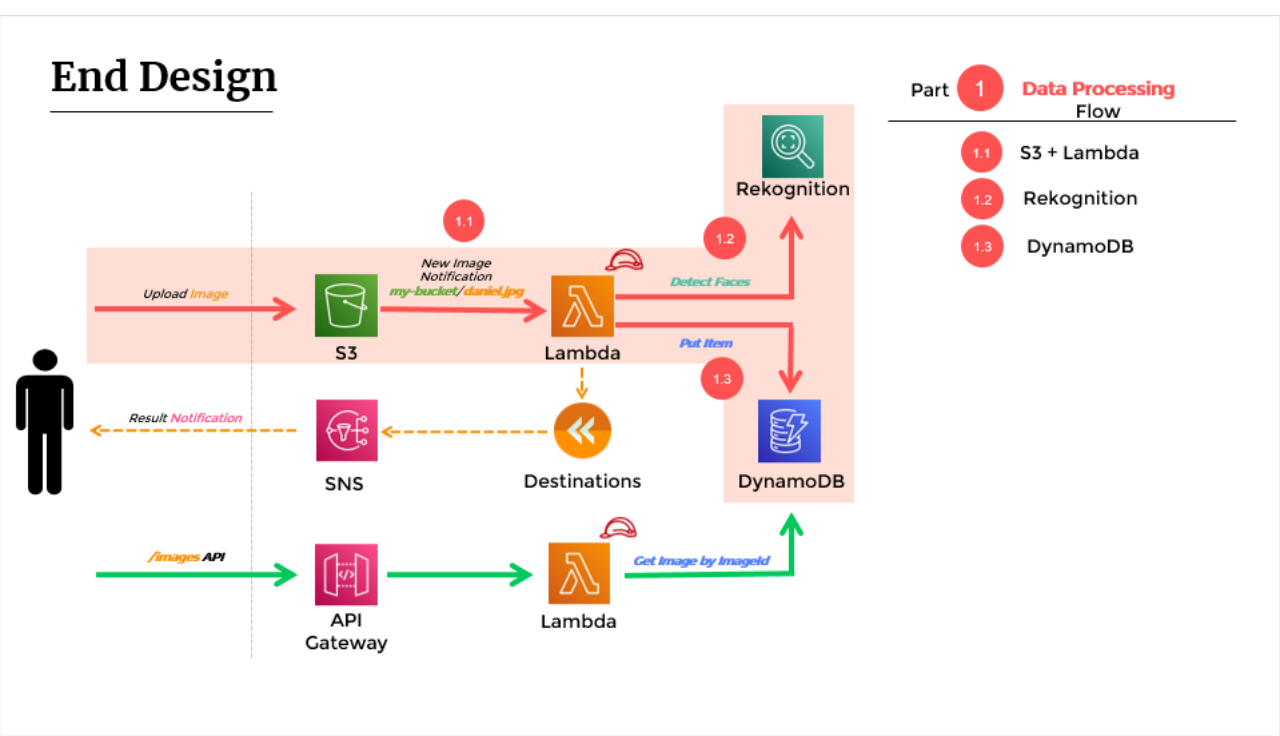 End Design
Part 1 Data Processing
Flow
1.1 S3 + Lambda
1.2 Rekognition
1.3 DynamoDB
Rekognition
1.1
1.2
New Image
Notification
my-bucket/daniel.jpg
Upload Image
Detect Faces
S3
Lambda
Put Item
1.3
Result Notification
SNS
Destinations
DynamoDB
/images API
Get Image by ImageId
API
Gateway
Lambda